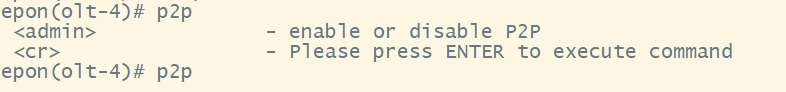 epon(olt-4)# p2p
<admin> - enable or disable P2P
<cr> - Please press ENTER to execute command
epon(olt-4)# p2p